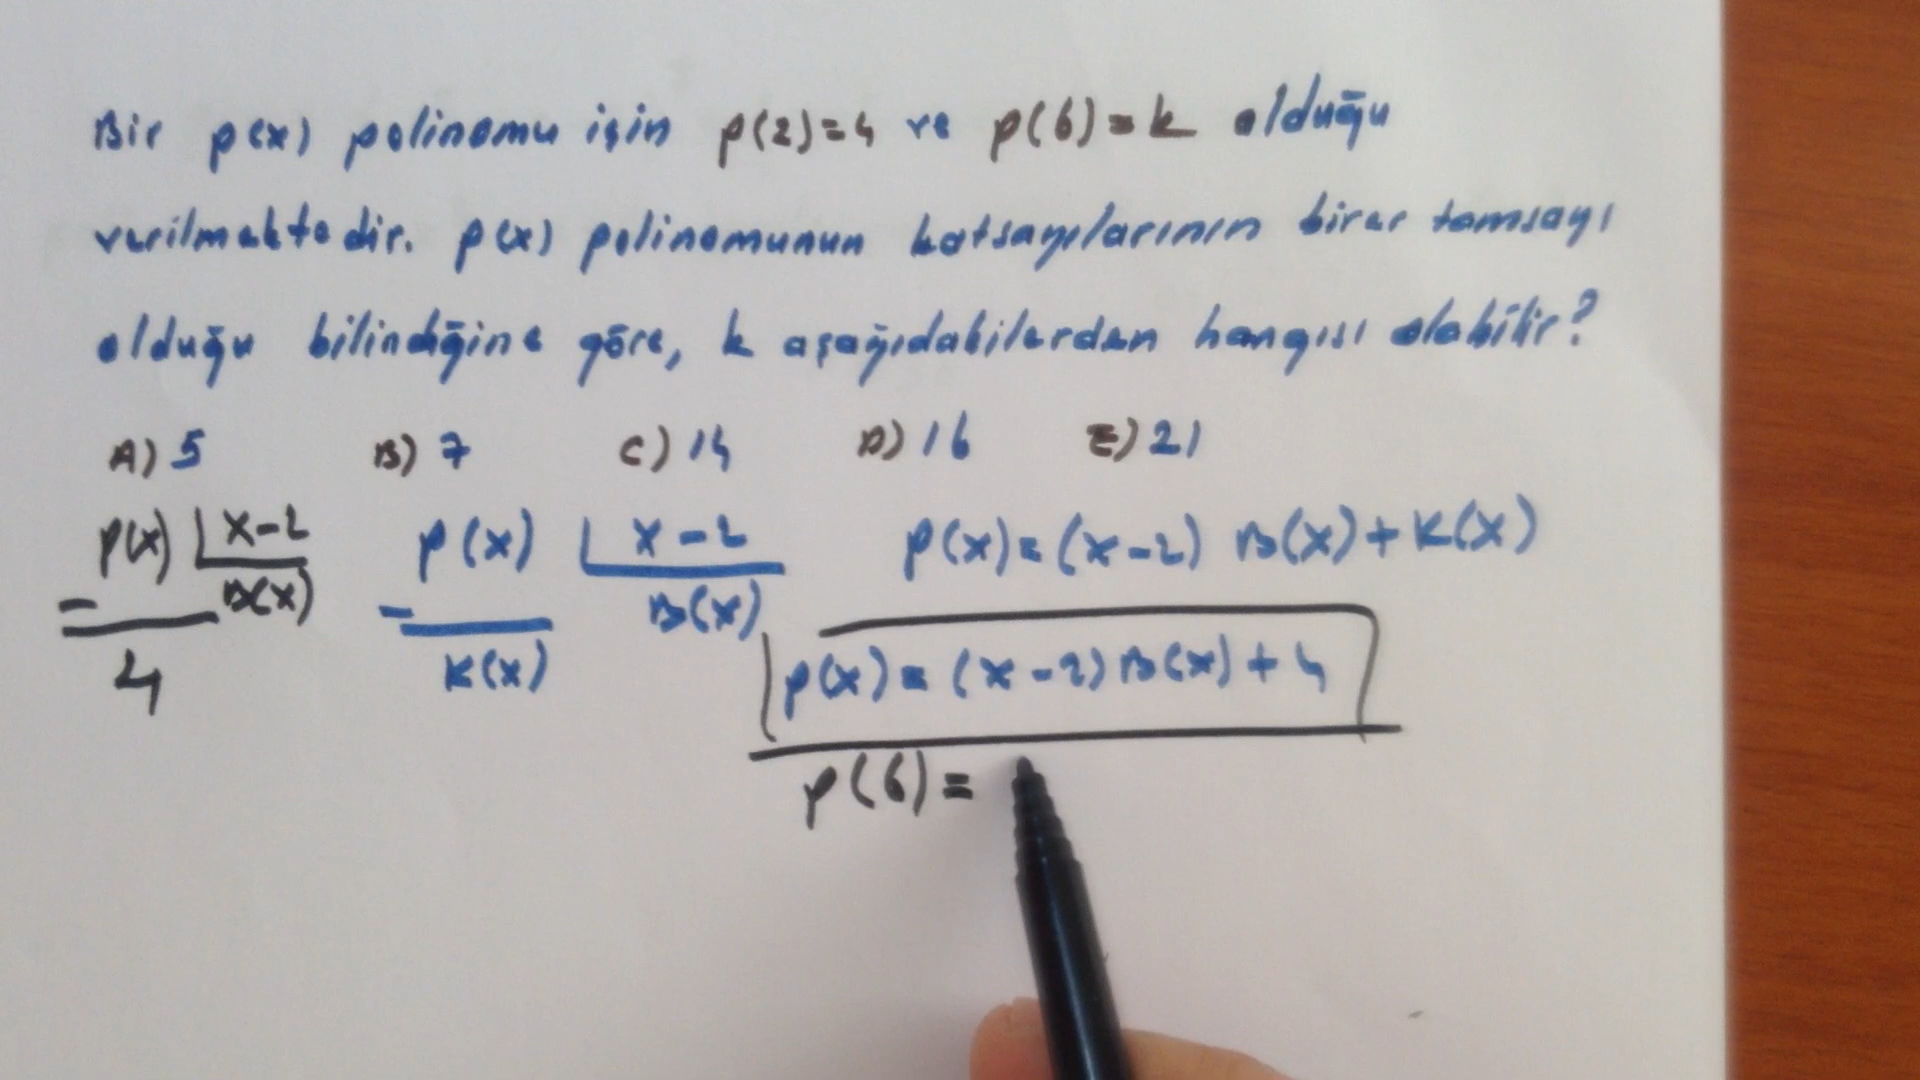 Bir p(x) polinomu için p(2)=4 ve p(6)=k olduğu
verilmektedir. p(x) polinomunun katsayılarının birer tamsayı
olduğu bilindiğine göre, k aşağıdakilerden hangisi olabilir?
A) 5 B) 7 C) 14 D) 16 E) 21
p(x) x-2 p(x) x-2 p(x)=(x-2) B(x)+K(x)
- B(x) - B(x)
4 K(x) p(x)=(x-2)B(x)+4
p(6)=